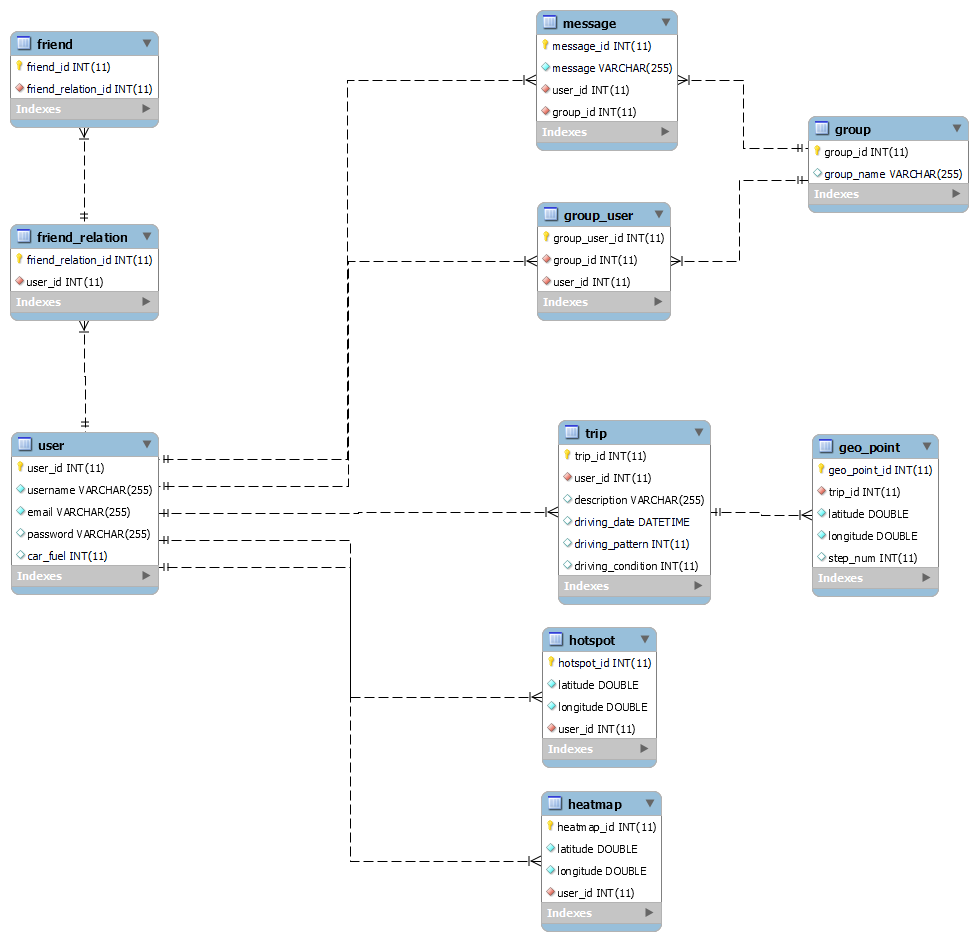 friend
friend_id INT(11)
friend_relation_id INT(11)
Indexes
friend_relation
friend_relation_id INT(11)
user_id INT(11)
Indexes
user
user_id INT(11)
username VARCHAR(255)
email VARCHAR(255)
password VARCHAR(255)
car_fuel INT(11)
Indexes
message
message_id INT(11)
message VARCHAR(255)
user_id INT(11)
group_id INT(11)
Indexes
group
group_id INT(11)
group_name VARCHAR(255)
Indexes
group_user
group_user_id INT(11)
group_id INT(11)
user_id INT(11)
Indexes
trip
trip_id INT(11)
user_id INT(11)
description VARCHAR(255)
driving_date DATETIME
driving_pattern INT(11)
driving_condition INT(11)
Indexes
geo_point
geo_point_id INT(11)
trip_id INT(11)
latitude DOUBLE
longitude DOUBLE
step_num INT(11)
Indexes
hotspot
hotspot_id INT(11)
latitude DOUBLE
longitude DOUBLE
user_id INT(11)
Indexes
heatmap
heatmap_id INT(11)
latitude DOUBLE
longitude DOUBLE
user_id INT(11)
Indexes